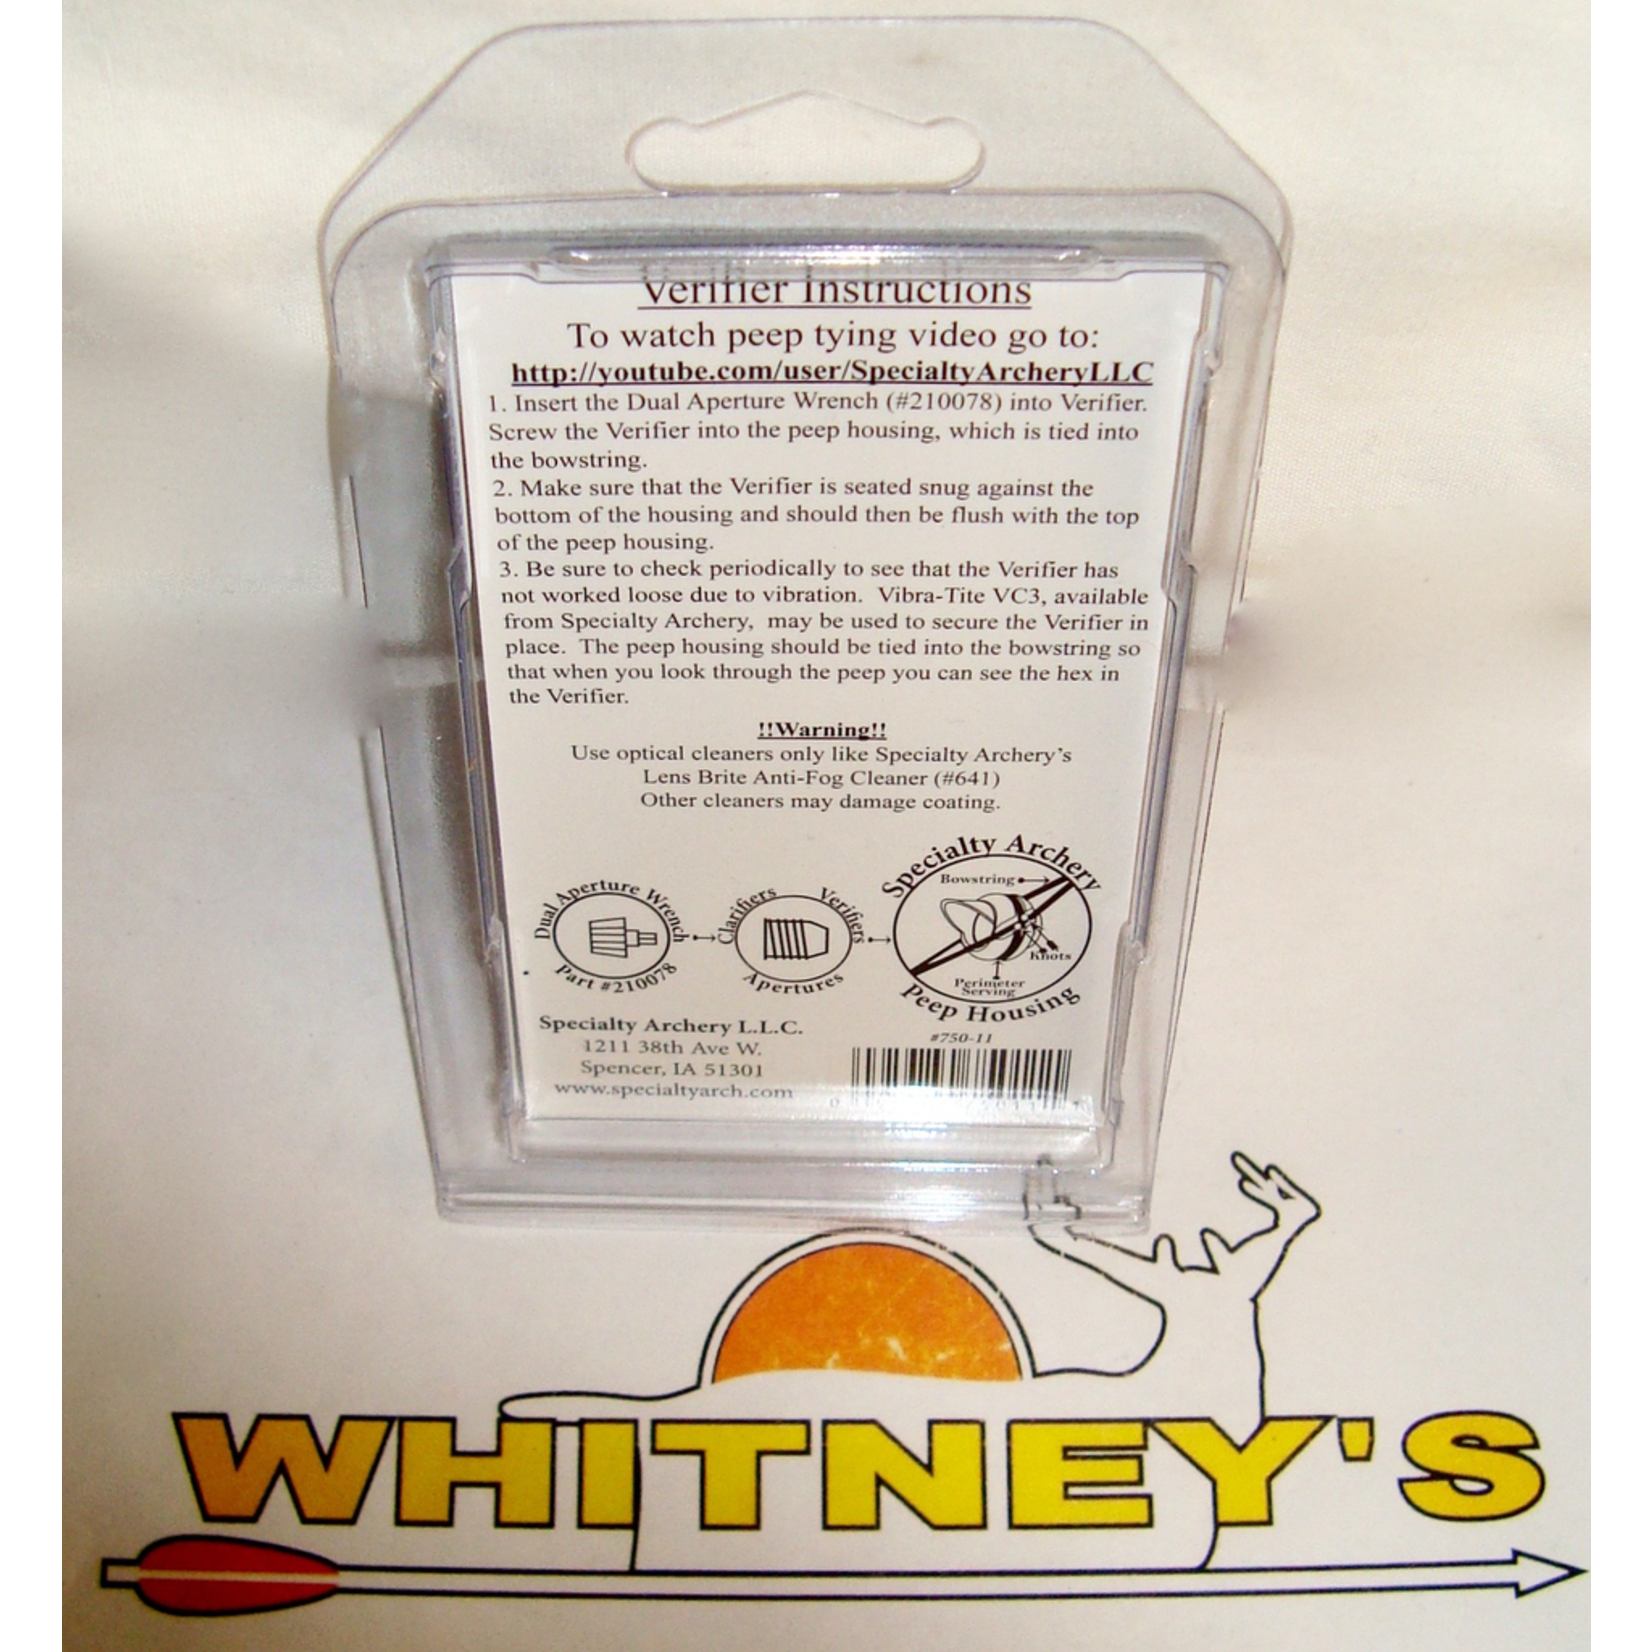 Verifier Instructions
To watch peep tying video go to:
http://youtube.com/user/SpecialtyArcheryLLC
1. Insert the Dual Aperture Wrench (#210078) into Verifier.
Screw the Verifier into the peep housing, which is tied into
the bowstring.
2. Make sure that the Verifier is seated snug against the
bottom of the housing and should then be flush with the top
of the peep housing.
3. Be sure to check periodically to see that the Verifier has
not worked loose due to vibration.  Vibra-Tite VC3, available
from Specialty Archery,  may be used to secure the Verifier in
place.  The peep housing should be tied into the bowstring so
that when you look through the peep you can see the hex in
the Verifier.
!!Warning!!
Use optical cleaners only like Specialty Archery's
Lens Brite Anti-Fog Cleaner (#641)
Other cleaners may damage coating.
Dual Aperture Wrench
Part #210078
Clarifiers
Verifiers
Apertures
Specialty Archery
Bowstring
Knots
Perimeter
Serving
Peep Housing
Specialty Archery L.L.C.
1211 38th Ave W.
Spencer, IA 51301
www.specialtyarch.com
#750-11
WHITNEY'S